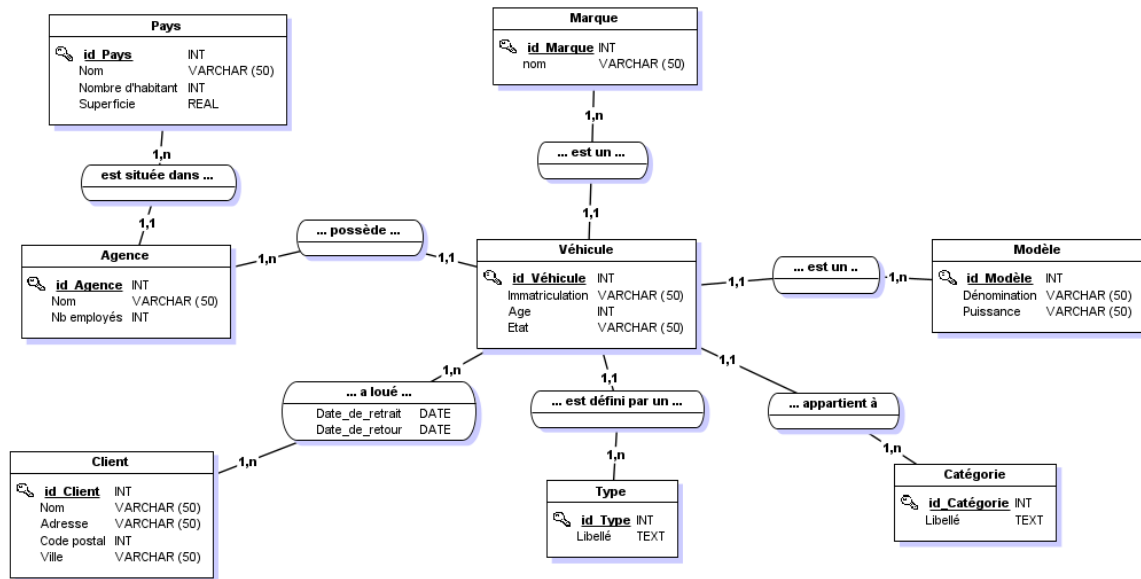 Pays
id_Pays INT
Nom VARCHAR (50)
Nombre d'habitant INT
Superficie REAL
1,n
est située dans ...
1,1
Marque
id_Marque INT
nom VARCHAR (50)
1,n
... est un ...
1,1
Agence
id_Agence INT
Nom VARCHAR (50)
Nb employés INT
1,n
... possède ...
1,1
Véhicule
id_Véhicule INT
Immatriculation VARCHAR (50)
Age INT
Etat VARCHAR (50)
1,1
... est un ..
1,n
Modèle
id_Modèle INT
Dénomination VARCHAR (50)
Puissance VARCHAR (50)
1,n
... a loué ...
Date_de_retrait DATE
Date_de_retour DATE
1,n
1,1
... est défini par un ...
1,n
1,1
... appartient à
1,n
Client
id_Client INT
Nom VARCHAR (50)
Adresse VARCHAR (50)
Code postal INT
Ville VARCHAR (50)
Type
id_Type INT
Libellé TEXT
Catégorie
id_Catégorie INT
Libellé TEXT